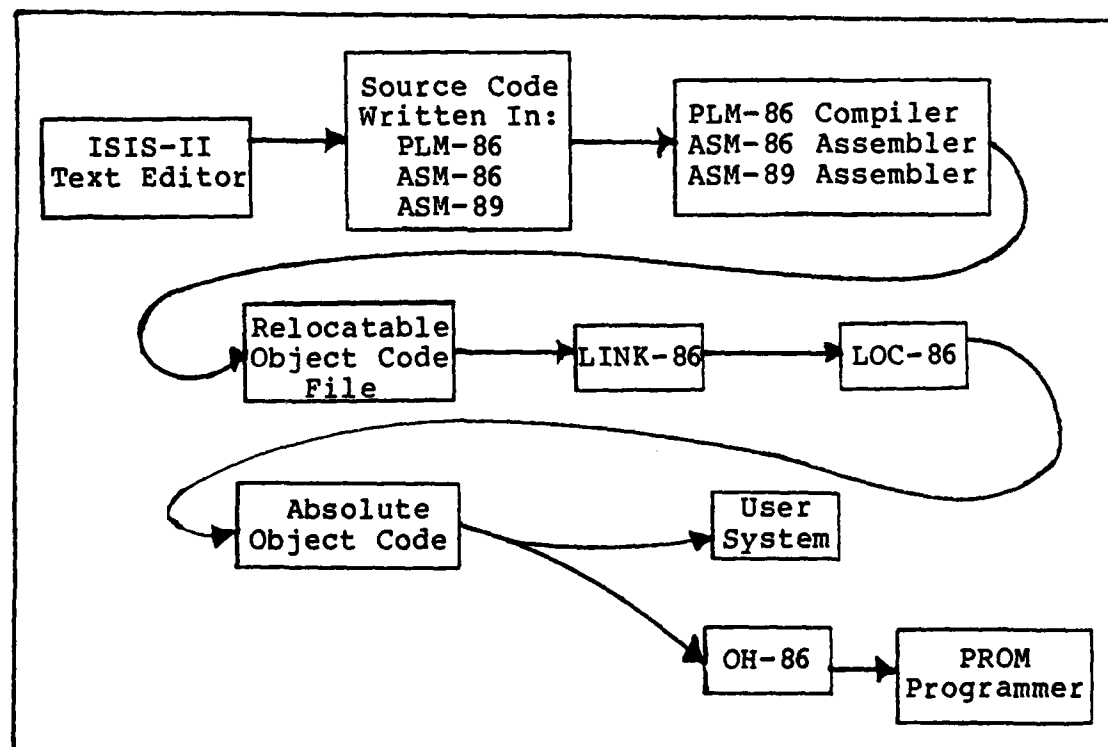 ISIS-II
Text Editor
Source Code
Written In:
PLM-86
ASM-86
ASM-89
PLM-86 Compiler
ASM-86 Assembler
ASM-89 Assembler
Relocatable
Object Code
File
LINK-86
LOC-86
Absolute
Object Code
User
System
OH-86
PROM
Programmer